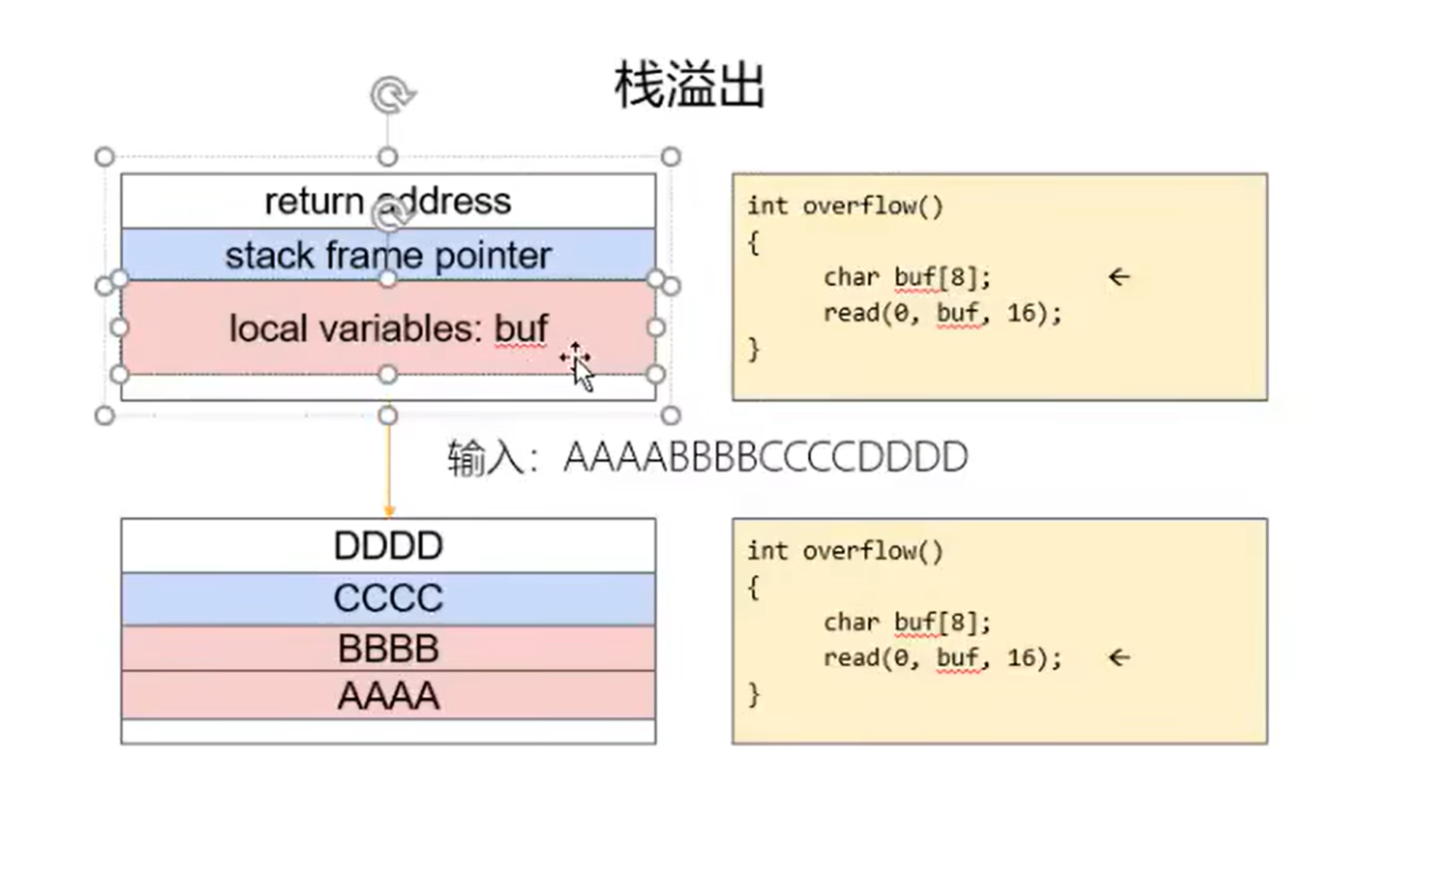 栈溢出
return address
stack frame pointer
local variables: buf
int overflow()
{
char buf[8]; ←
read(0, buf, 16);
}
输入：AAAABBBBCCCCDDDD
DDDD
CCCC
BBBB
AAAA
int overflow()
{
char buf[8];
read(0, buf, 16); ←
}